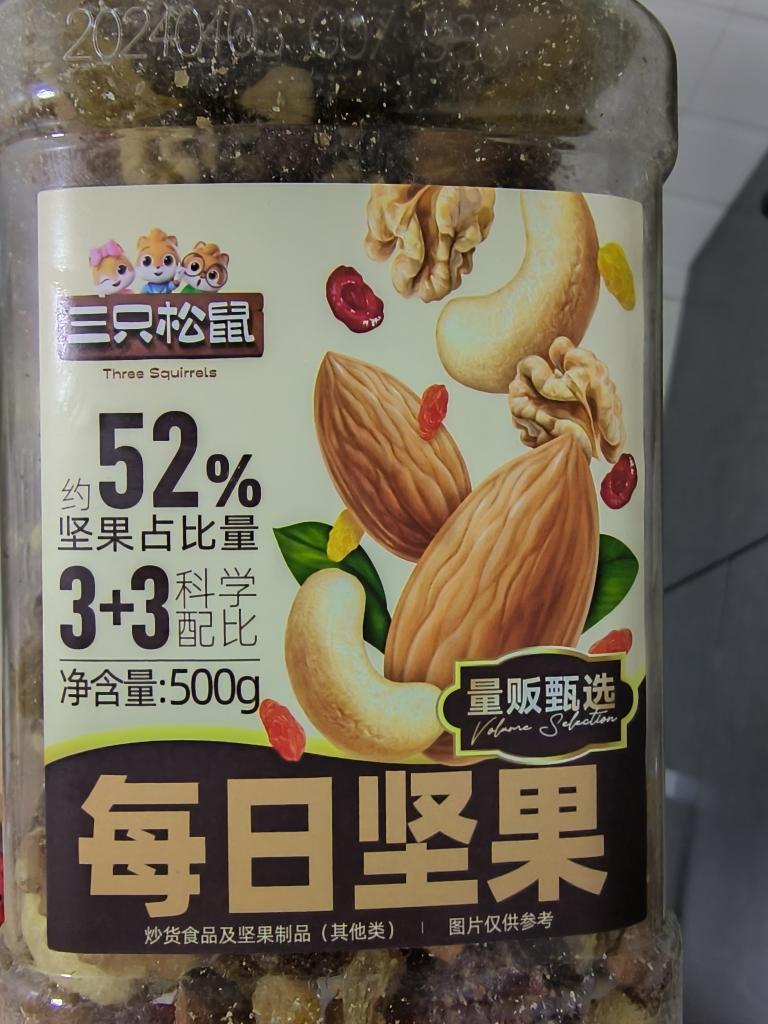 20240403 G07
三只松鼠
Three Squirrels
约52%
坚果占比量
3+3科学配比
净含量:500g
量贩甄选
Volume Selection
每日坚果
炒货食品及坚果制品（其他类） | 图片仅供参考